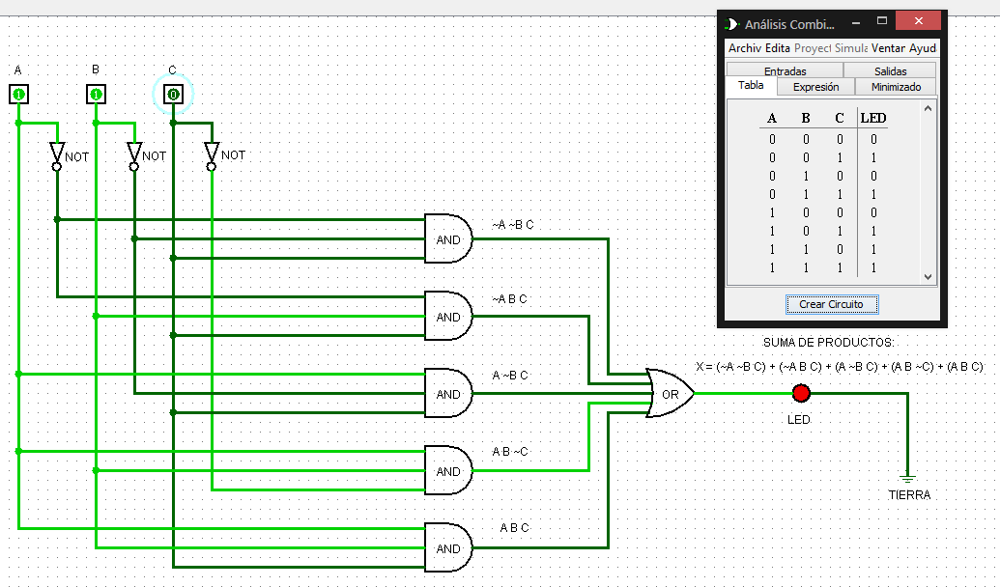 Análisis Combi...
Archiv Edita Proyect Simula Ventar Ayud
Entradas Salidas
Tabla Expresión Minimizado
A B C LED
0 0 0 0
0 0 1 1
0 1 0 0
0 1 1 1
1 0 0 0
1 0 1 1
1 1 0 1
1 1 1 1
Crear Circuito
A B C
1 1 0
NOT NOT NOT
AND ~A ~B C
AND ~A B C
SUMA DE PRODUCTOS:
X = (~A ~B C) + (~A B C) + (A ~B C) + (A B ~C) + (A B C)
AND A ~B C
OR
LED
AND A B ~C
TIERRA
AND A B C